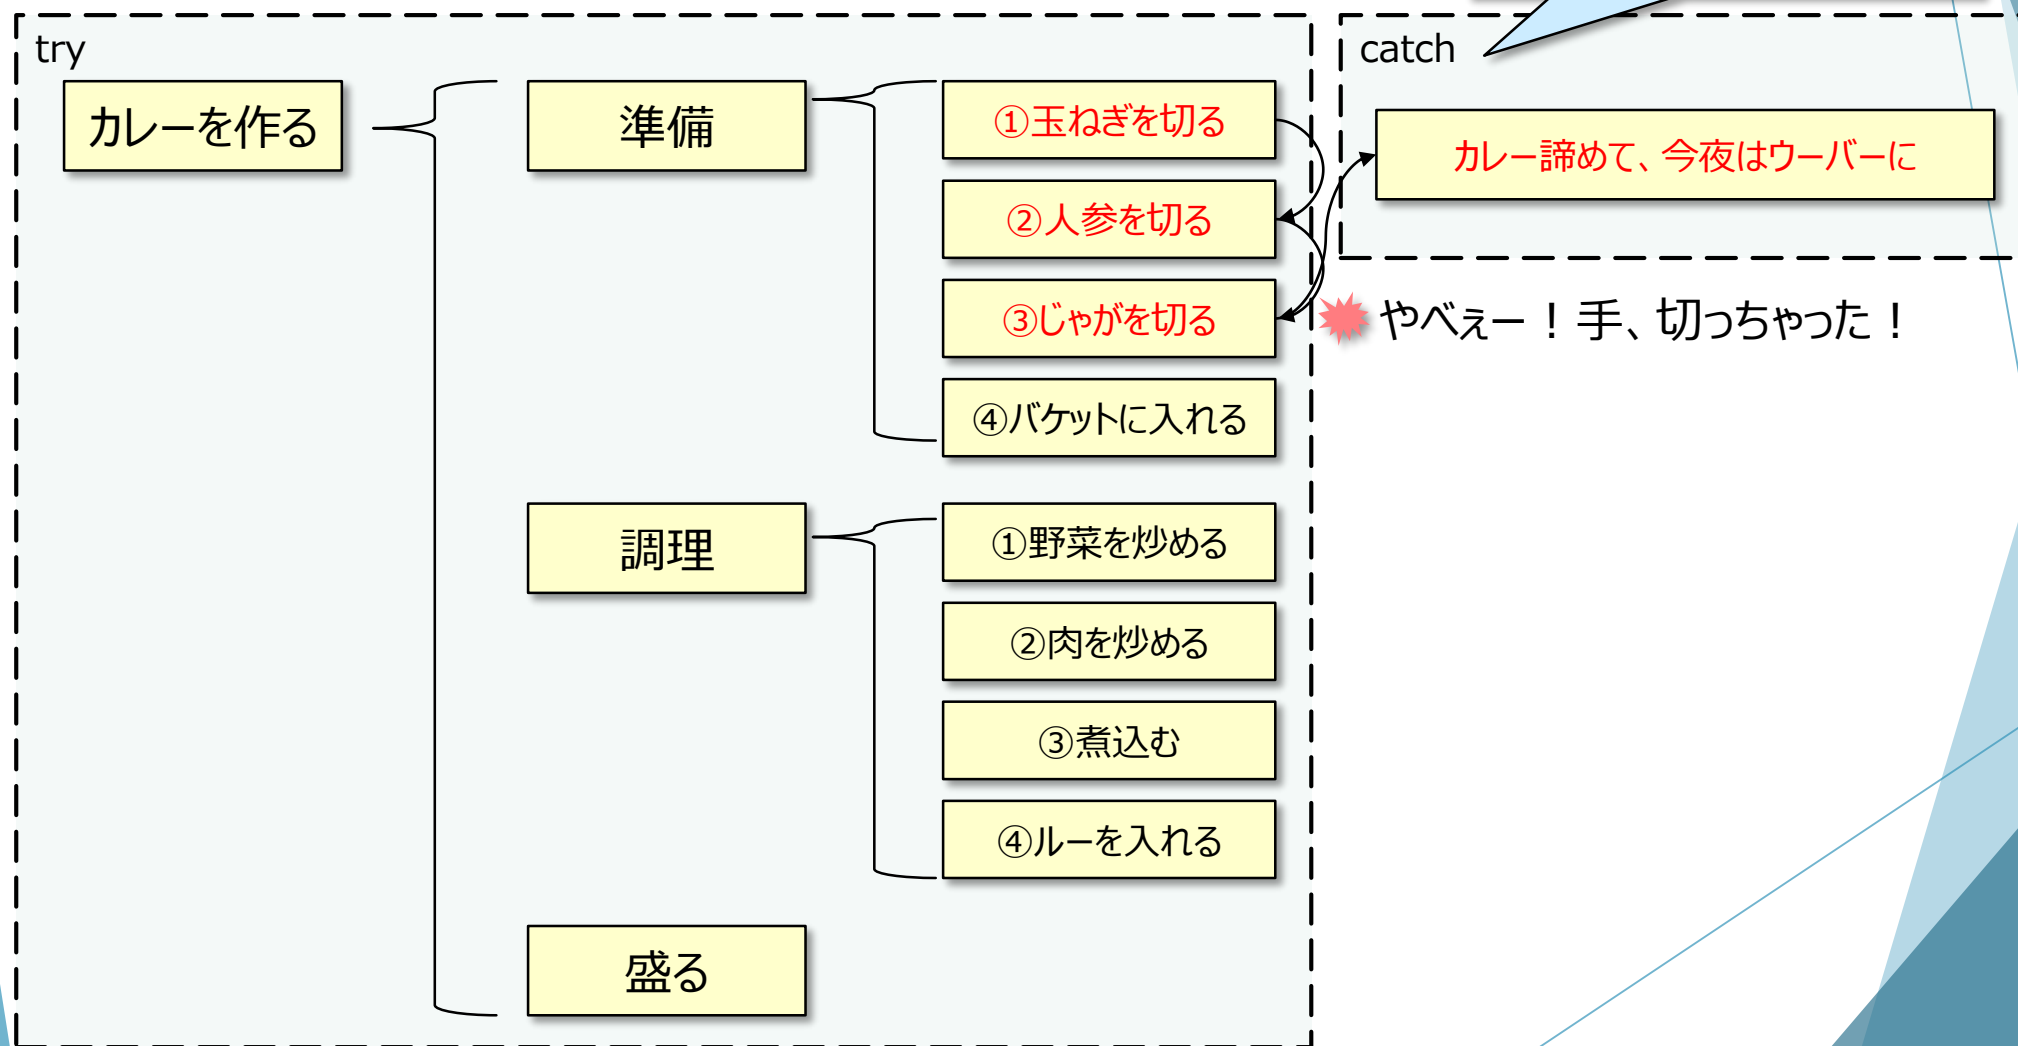 try
カレーを作る
準備
①玉ねぎを切る
②人参を切る
③じゃがを切る
④バケットに入れる
調理
①野菜を炒める
②肉を炒める
③煮込む
④ルーを入れる
盛る
catch
カレー諦めて、今夜はウーバーに
やべぇー！手、切っちゃった！